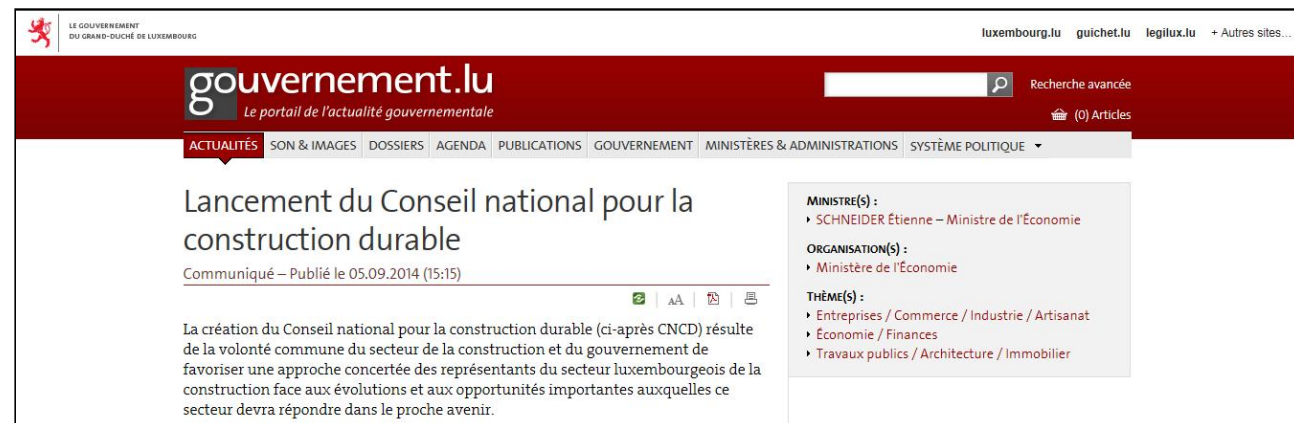 LE GOUVERNEMENT
DU GRAND-DUCHÉ DE LUXEMBOURG
luxembourg.lu guichet.lu legilux.lu + Autres sites...
gouvernement.lu
Le portail de l'actualité gouvernementale
Recherche avancée
(0) Articles
ACTUALITÉS SON & IMAGES DOSSIERS AGENDA PUBLICATIONS GOUVERNEMENT MINISTÈRES & ADMINISTRATIONS SYSTÈME POLITIQUE
Lancement du Conseil national pour la
construction durable
Communiqué – Publié le 05.09.2014 (15:15)
AA
La création du Conseil national pour la construction durable (ci-après CNCD) résulte
de la volonté commune du secteur de la construction et du gouvernement de
favoriser une approche concertée des représentants du secteur luxembourgeois de la
construction face aux évolutions et aux opportunités importantes auxquelles ce
secteur devra répondre dans le proche avenir.
MINISTRE(S) :
SCHNEIDER Étienne – Ministre de l'Économie
ORGANISATION(S) :
Ministère de l'Économie
THÈME(S) :
Entreprises / Commerce / Industrie / Artisanat
Économie / Finances
Travaux publics / Architecture / Immobilier